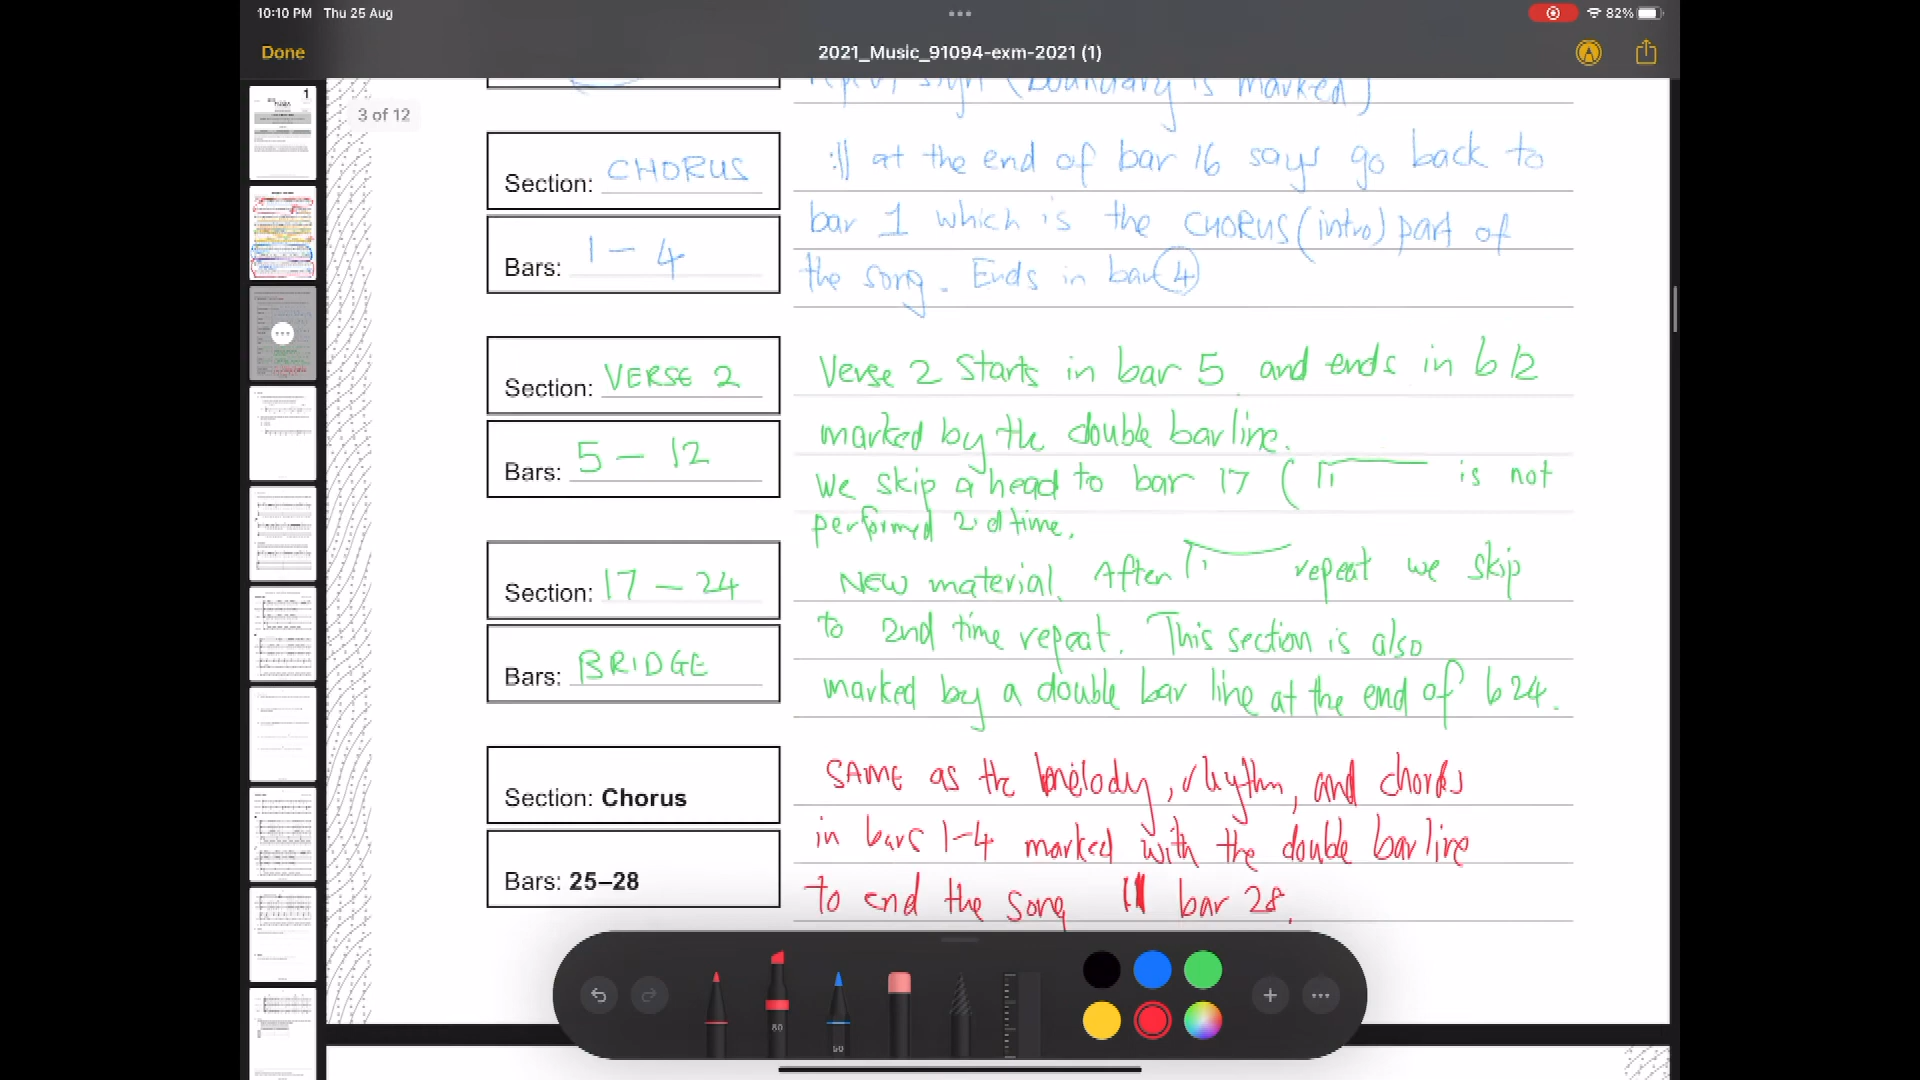 10:10 PM Thu 25 Aug
82%
Done
2021_Music_91094-exm-2021 (1)
1
3 of 12
sign (boundary is marked)
Section: CHORUS
:|| at the end of bar 16 says go back to
bar 1 which is the CHORUS (intro) part of
Bars: 1 – 4
the song. Ends in bar 4
Section: VERSE 2
Verse 2 Starts in bar 5 and ends in b12
marked by the double bar line.
Bars: 5 – 12
We skip ahead to bar 17 ( 1. is not
performed 2nd time.
Section: 17 – 24
New material. After 1. repeat we skip
to 2nd time repeat. This section is also
Bars: BRIDGE
marked by a double bar line at the end of b24.
Section: Chorus
SAME as the melody, rhythm, and chords
in bars 1-4 marked with the double bar line
Bars: 25–28
to end the song bar 28.
80
50